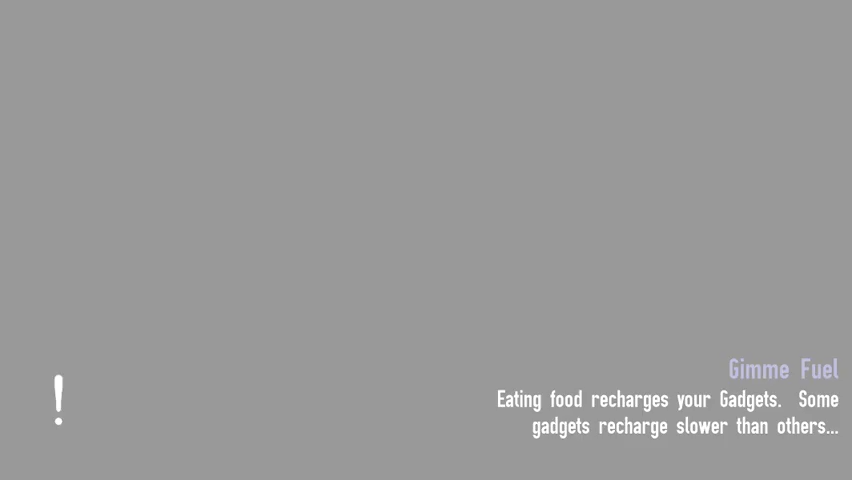 Gimme Fuel
!
Eating food recharges your Gadgets. Some
gadgets recharge slower than others...